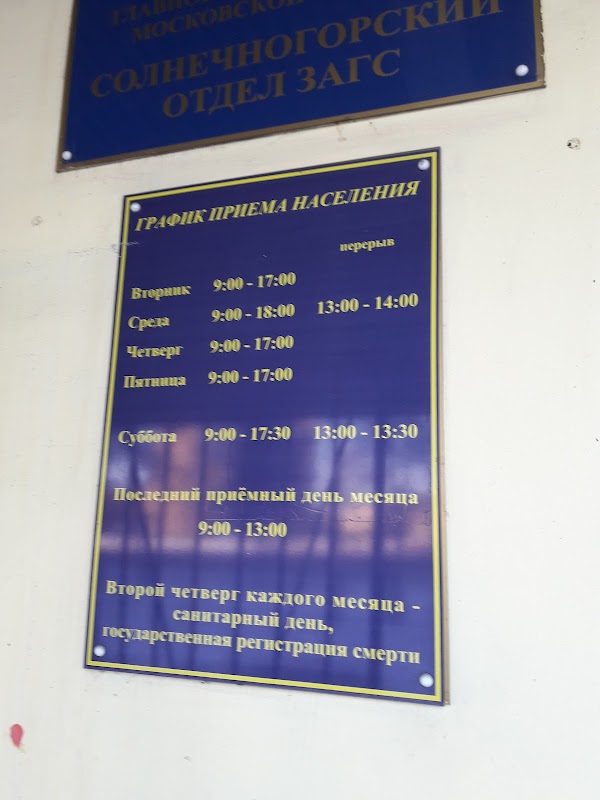 МОСКОВСКОЙ
СОЛНЕЧНОГОРСКИЙ
ОТДЕЛ ЗАГС
ГРАФИК ПРИЕМА НАСЕЛЕНИЯ
перерыв
Вторник 9:00 - 17:00
Среда 9:00 - 18:00 13:00 - 14:00
Четверг 9:00 - 17:00
Пятница 9:00 - 17:00
Суббота 9:00 - 17:30 13:00 - 13:30
Последний приёмный день месяца
9:00 - 13:00
Второй четверг каждого месяца -
санитарный день,
государственная регистрация смерти